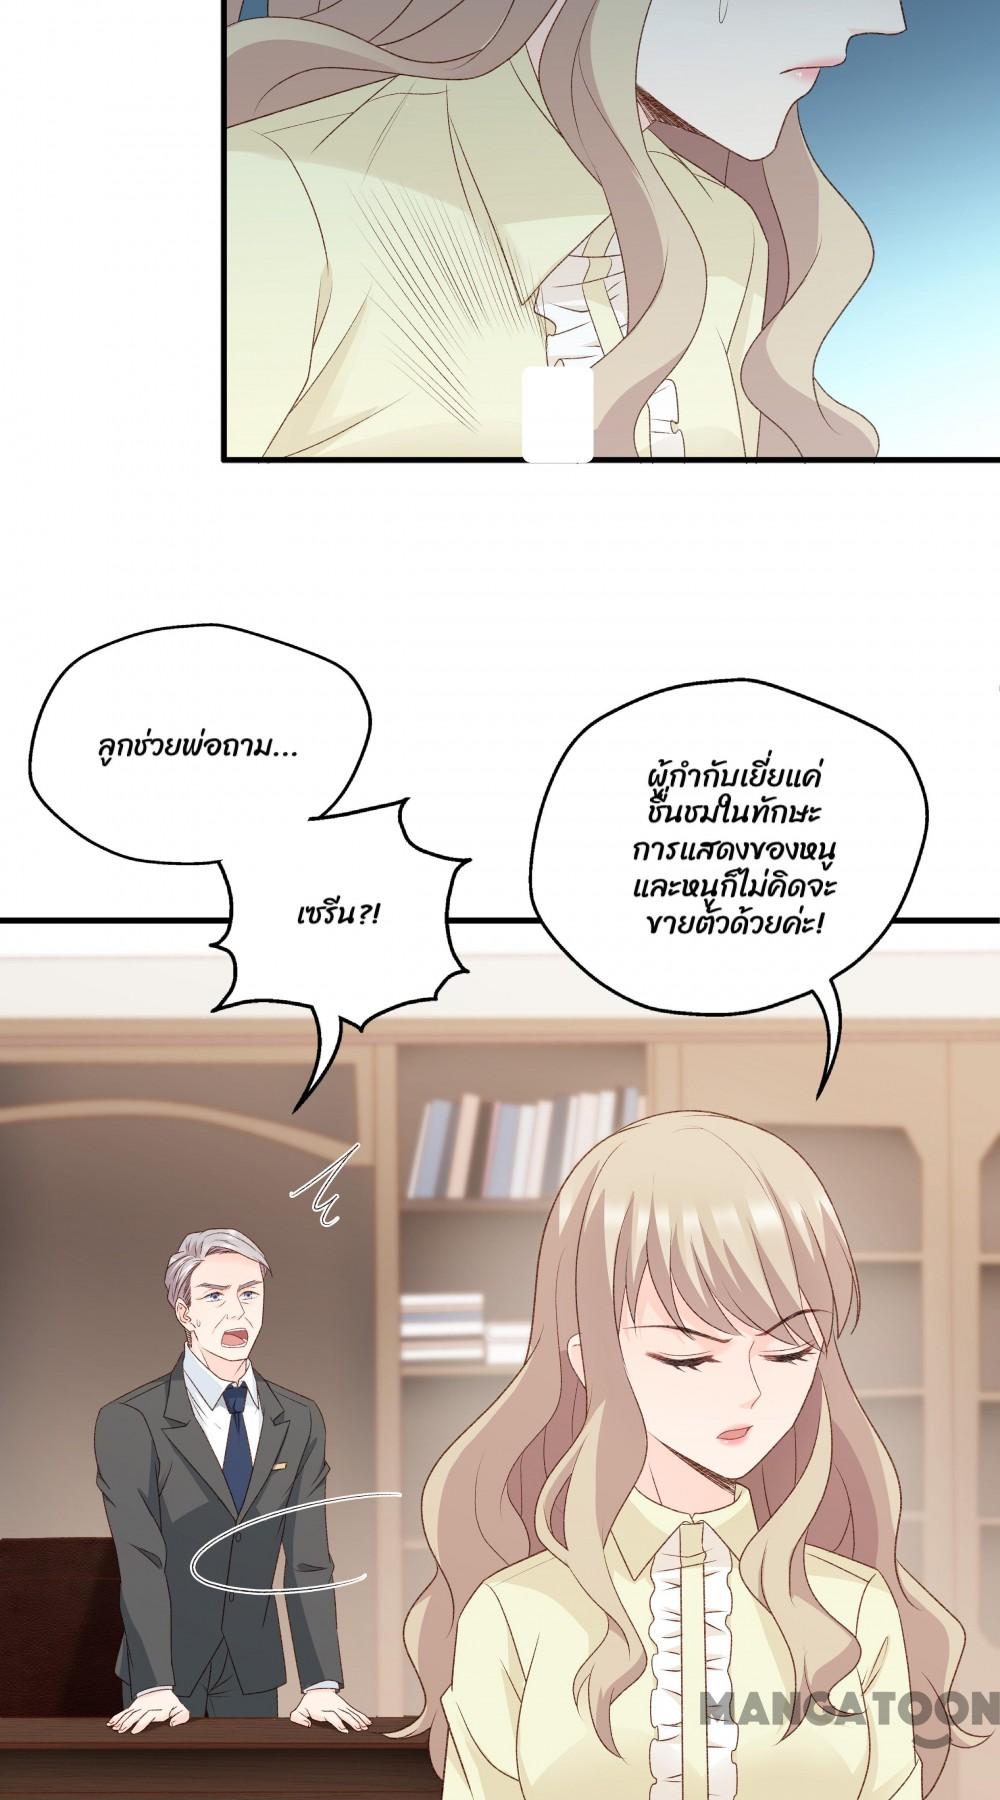 ลูกช่วยพ่อถาม...
ผู้กำกับเยี่ยแค่
ชื่นชมในทักษะ
การแสดงของหนู
และหนูก็ไม่คิดจะ
ขายตัวด้วยค่ะ!
เซรีน?!
MANGATOON